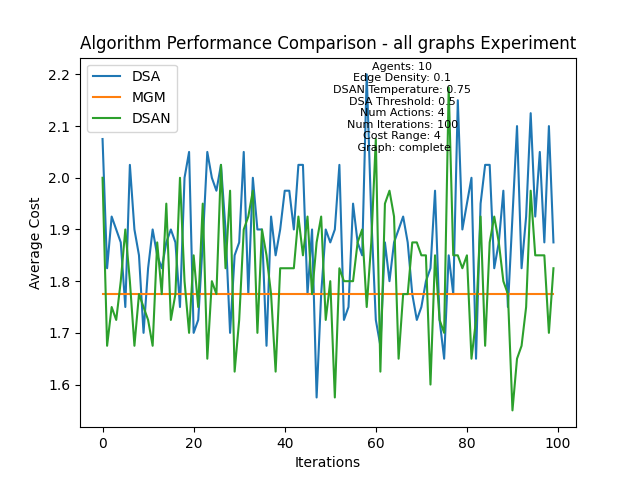 Algorithm Performance Comparison - all graphs Experiment
DSA
MGM
DSAN
Agents: 10
Edge Density: 0.1
DSAN Temperature: 0.75
DSA Threshold: 0.5
Num Actions: 4
Num Iterations: 100
Cost Range: 4
Graph: complete
Average Cost
2.2
2.1
2.0
1.9
1.8
1.7
1.6
0
20
40
60
80
100
Iterations